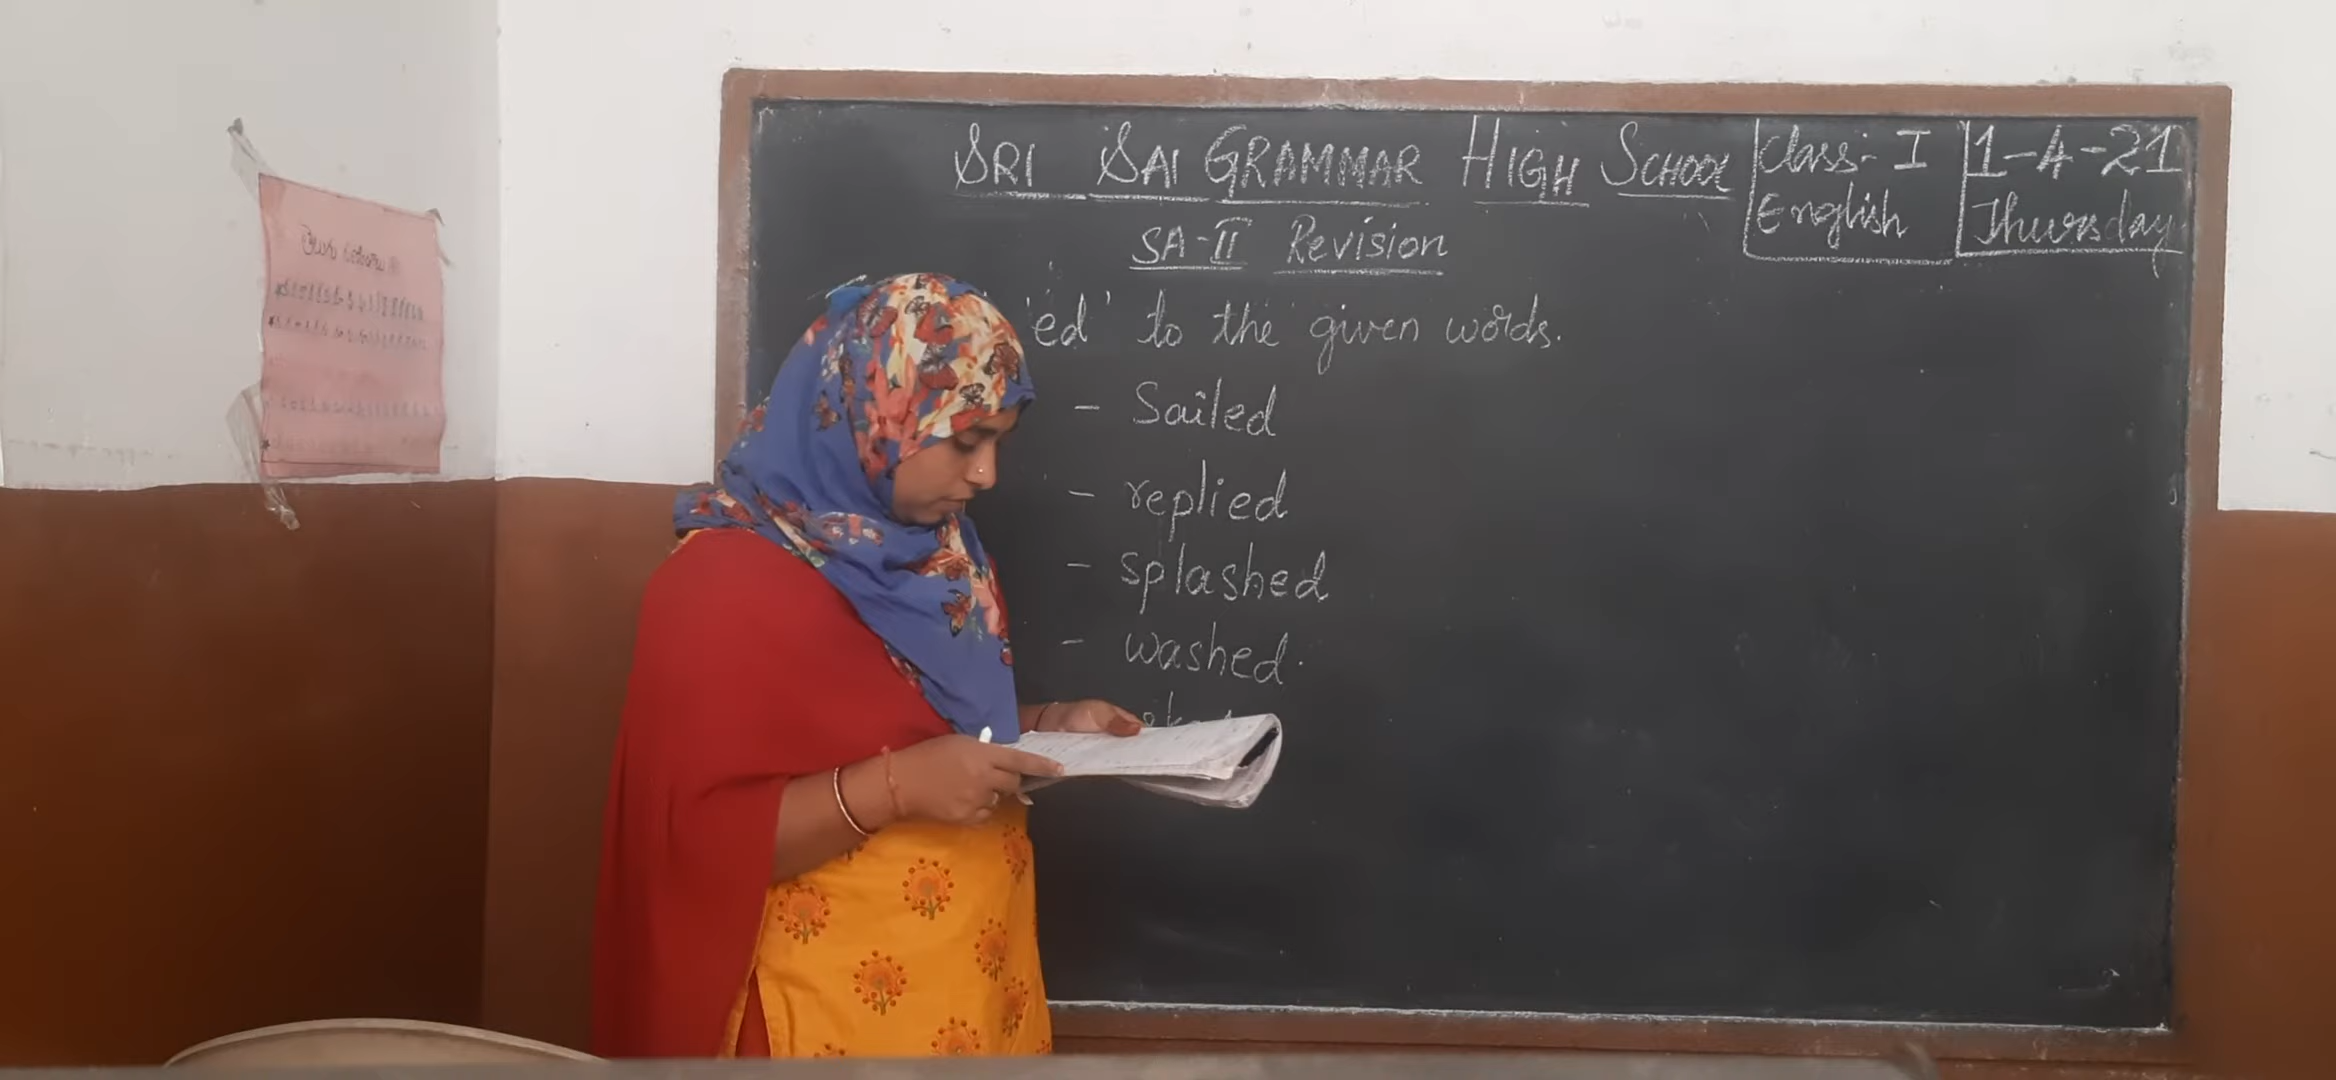 SRI SAI GRAMMAR HIGH SCHOOL
Class:- I
English
1-4-21
Thursday
SA-II Revision
'ed' to the given words.
- Sailed
- replied
- splashed
- washed.